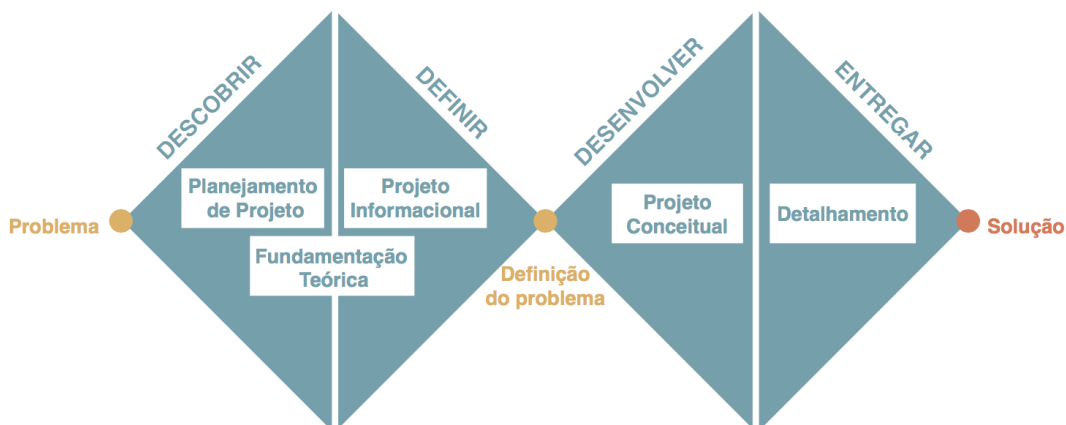 DESCOBRIR
DEFINIR
DESENVOLVER
ENTREGAR
Problema
Planejamento
de Projeto
Projeto
Informacional
Fundamentação
Teórica
Definição
do problema
Projeto
Conceitual
Detalhamento
Solução